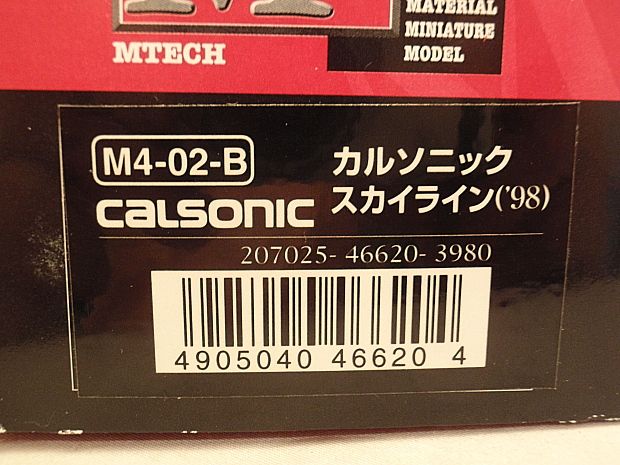 M
MATERIAL
MINIATURE
MODEL
MTECH
M4-02-B
カルソニック
calsonic
スカイライン('98)
207025- 46620- 3980
4905040 46620 4